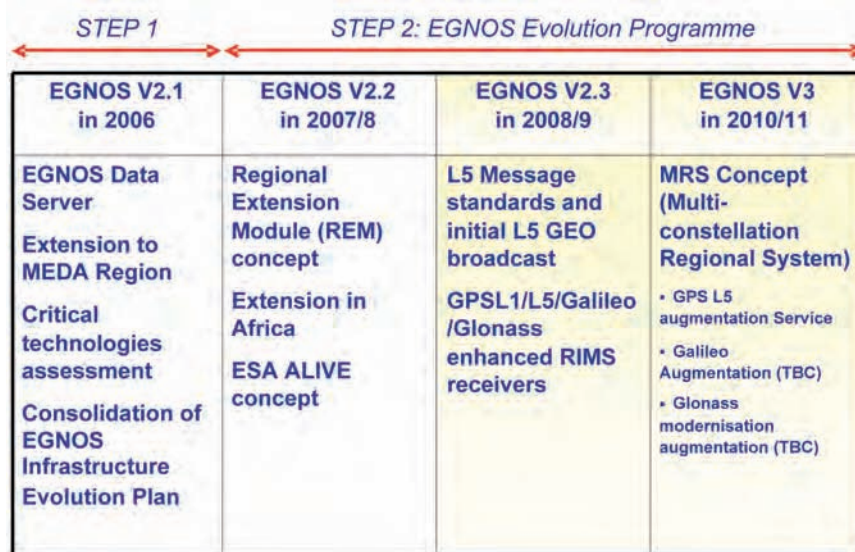 STEP 1
STEP 2: EGNOS Evolution Programme
EGNOS V2.1
in 2006
EGNOS V2.2
in 2007/8
EGNOS V2.3
in 2008/9
EGNOS V3
in 2010/11
EGNOS Data
Server
Extension to
MEDA Region
Critical
technologies
assessment
Consolidation of
EGNOS
Infrastructure
Evolution Plan
Regional
Extension
Module (REM)
concept
Extension in
Africa
ESA ALIVE
concept
L5 Message
standards and
initial L5 GEO
broadcast
GPSL1/L5/Galileo
/Glonass
enhanced RIMS
receivers
MRS Concept
(Multi-
constellation
Regional System)
• GPS L5
augmentation Service
• Galileo
Augmentation (TBC)
• Glonass
modernisation
augmentation (TBC)